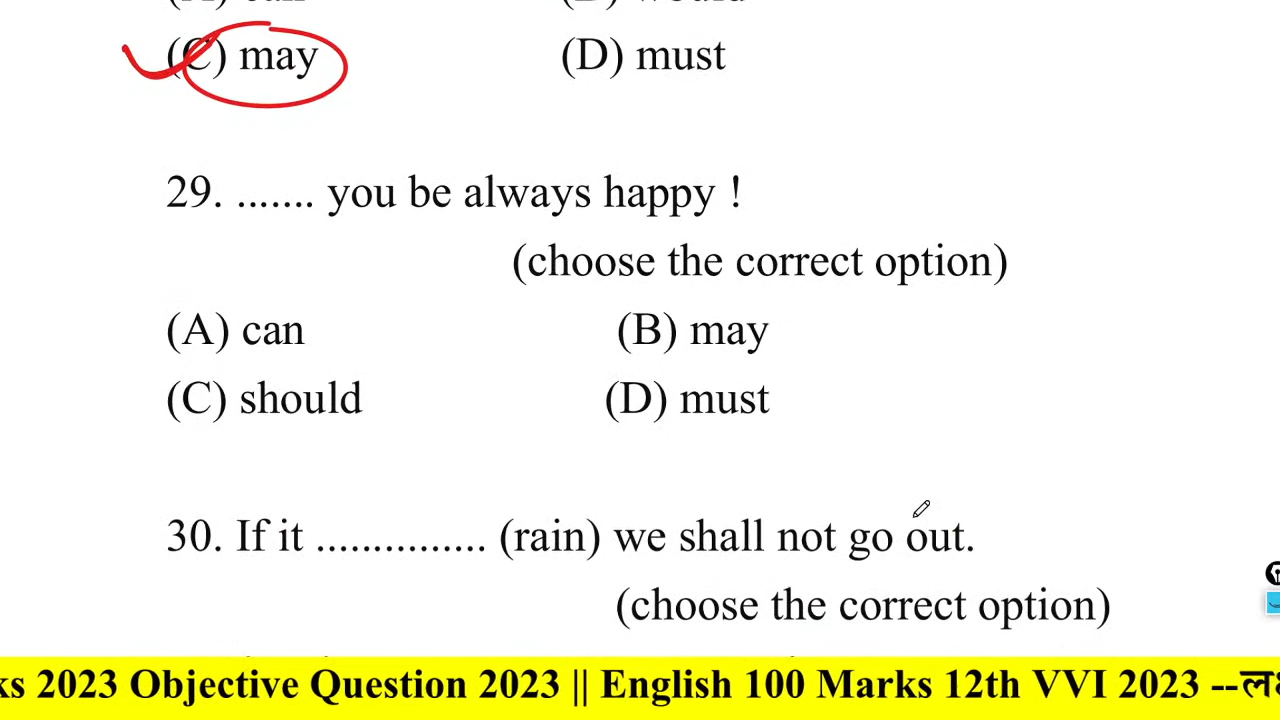 (C) may (D) must
29. ....... you be always happy !
(choose the correct option)
(A) can (B) may
(C) should (D) must
30. If it ............... (rain) we shall not go out.
(choose the correct option)
2023 Objective Question 2023 || English 100 Marks 12th VVI 2023 --